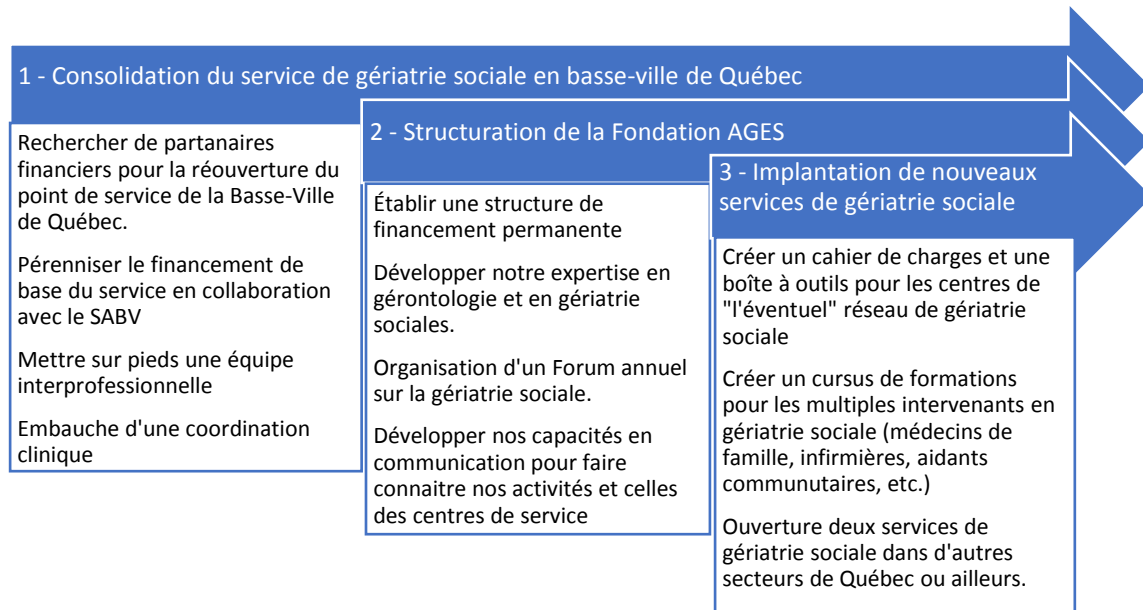 1 - Consolidation du service de gériatrie sociale en basse-ville de Québec
Rechercher de partanaires
financiers pour la réouverture du
point de service de la Basse-Ville
de Québec.
Pérenniser le financement de
base du service en collaboration
avec le SABV
Mettre sur pieds une équipe
interprofessionnelle
Embauche d'une coordination
clinique
2 - Structuration de la Fondation AGES
Établir une structure de
financement permanente
Développer notre expertise en
gérontologie et en gériatrie
sociales.
Organisation d'un Forum annuel
sur la gériatrie sociale.
Développer nos capacités en
communication pour faire
connaitre nos activités et celles
des centres de service
3 - Implantation de nouveaux
services de gériatrie sociale
Créer un cahier de charges et une
boîte à outils pour les centres de
"l'éventuel" réseau de gériatrie
sociale
Créer un cursus de formations
pour les multiples intervenants en
gériatrie sociale (médecins de
famille, infirmières, aidants
communutaires, etc.)
Ouverture deux services de
gériatrie sociale dans d'autres
secteurs de Québec ou ailleurs.